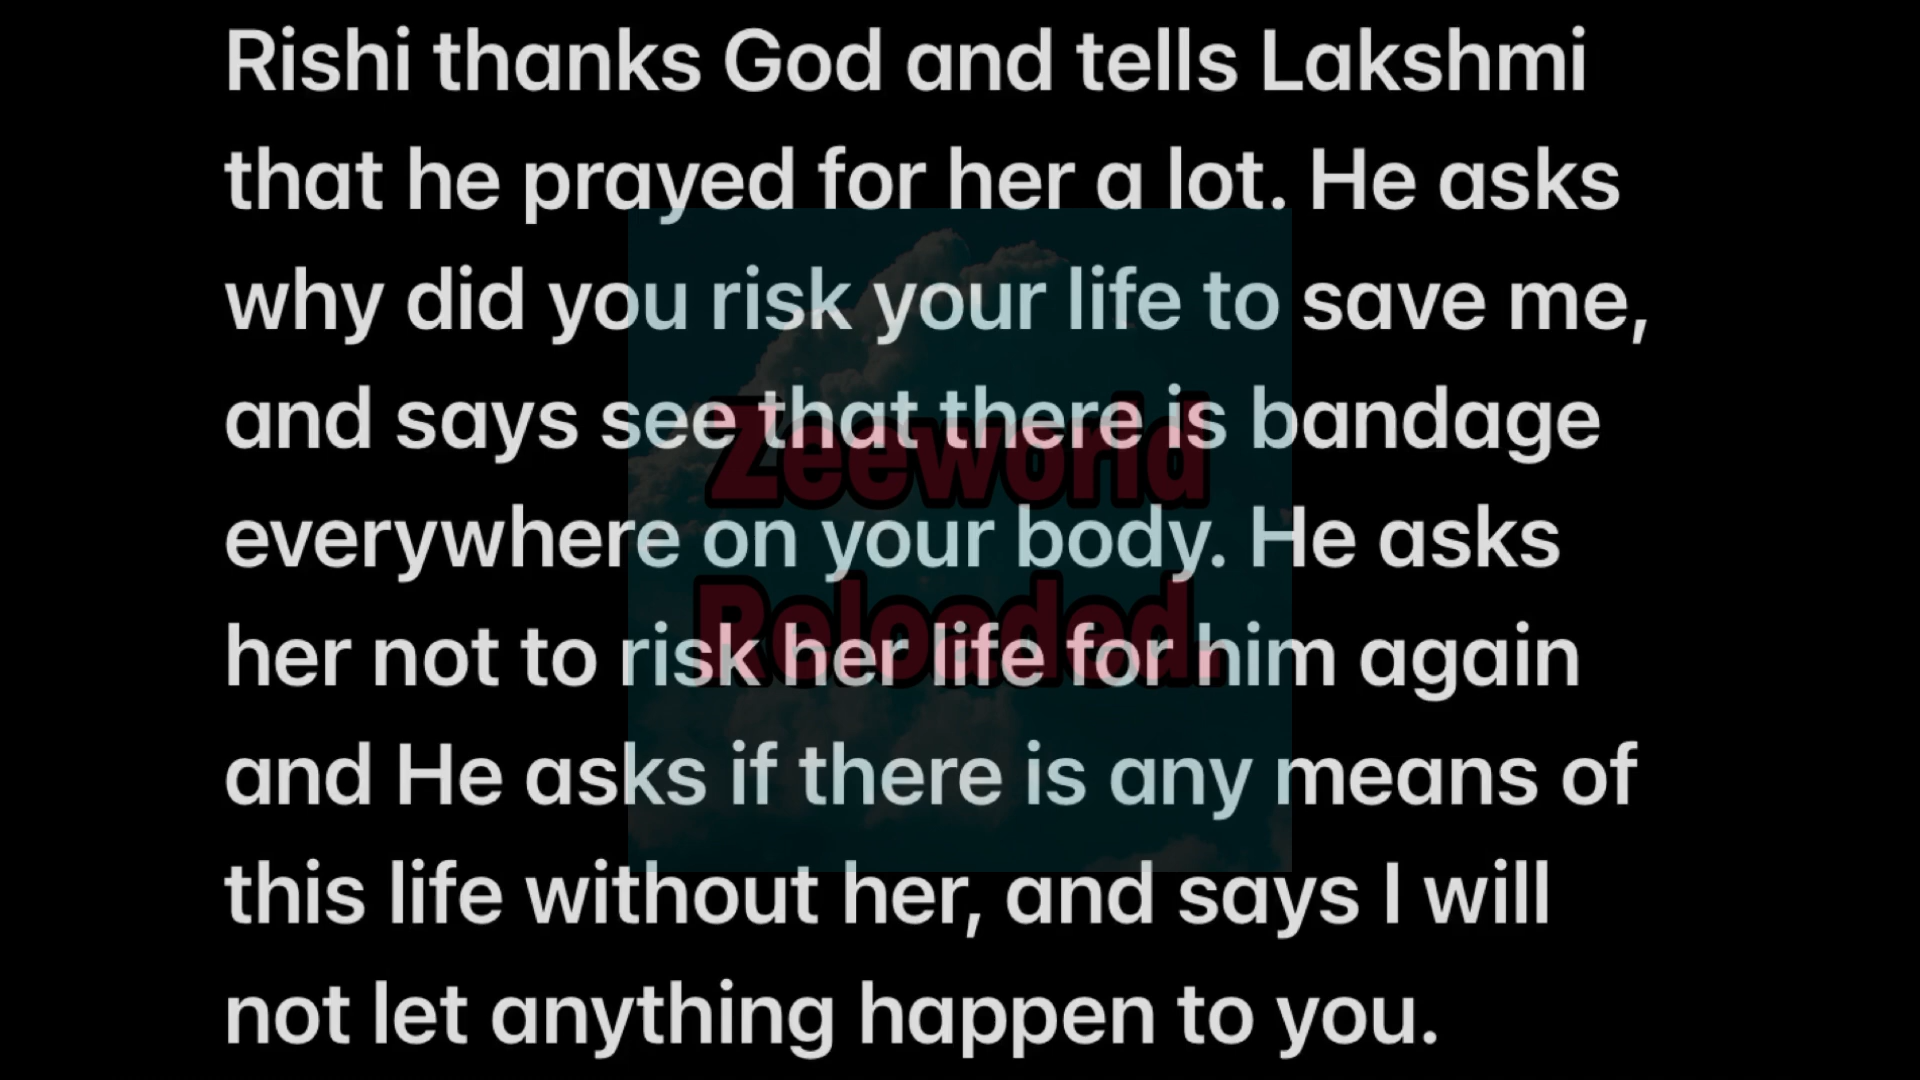 Rishi thanks God and tells Lakshmi
that he prayed for her a lot. He asks
why did you risk your life to save me,
and says see that there is bandage
everywhere on your body. He asks
her not to risk her life for him again
and He asks if there is any means of
this life without her, and says I will
not let anything happen to you.
Zeeworld
Reloaded.